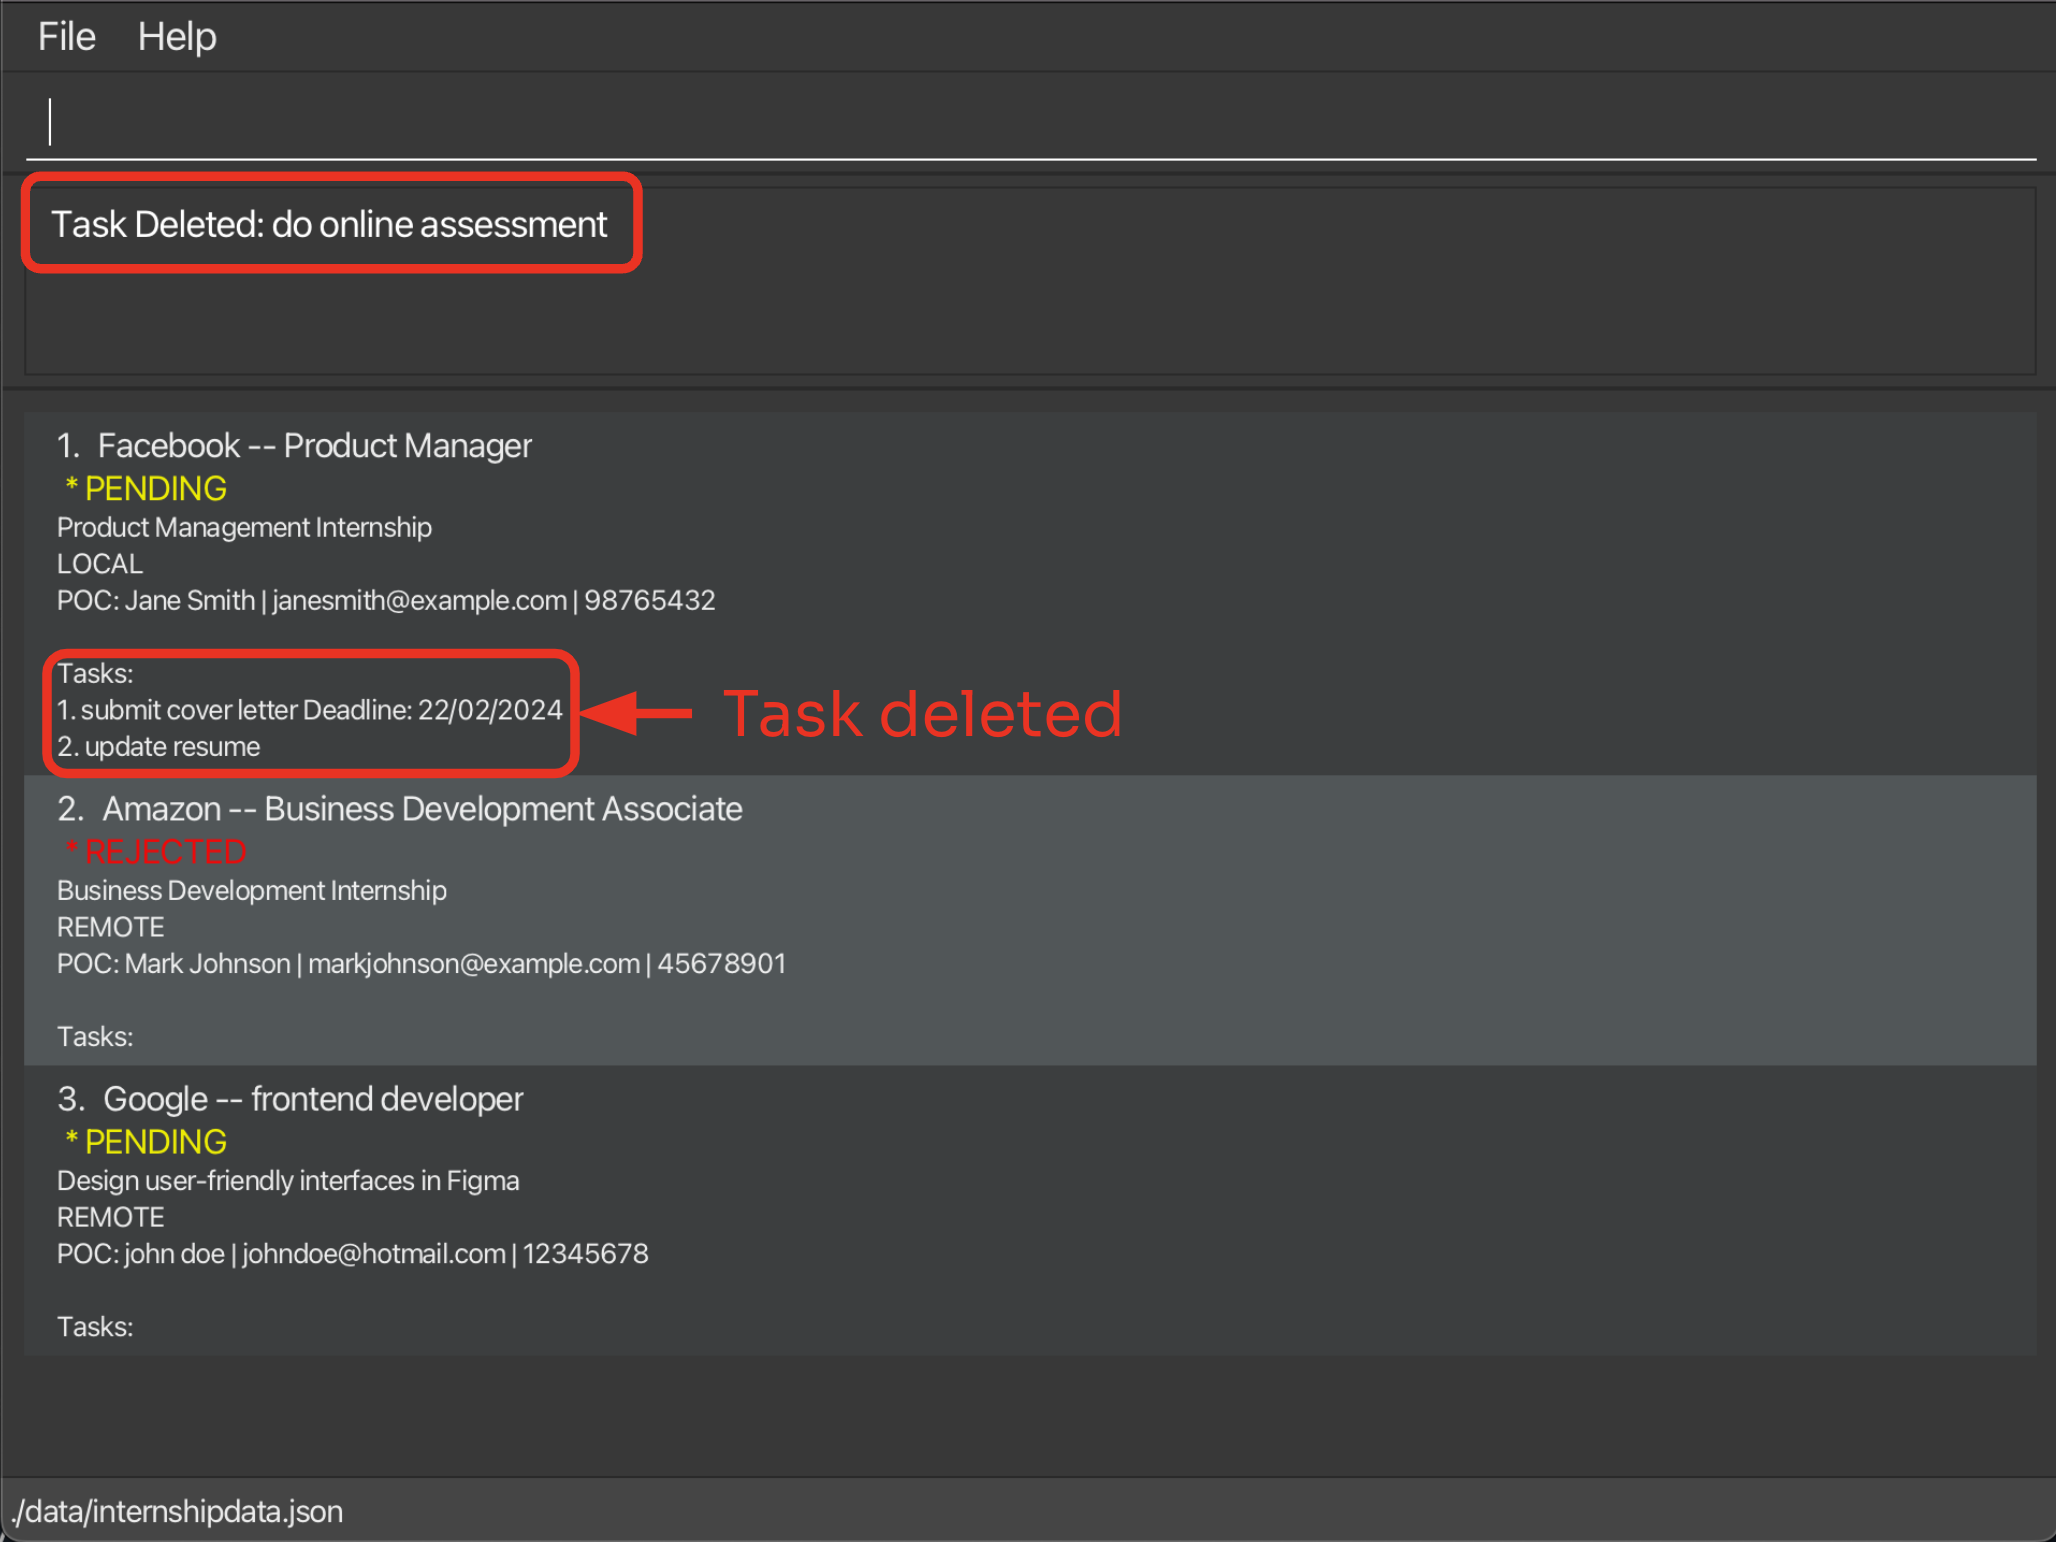 File Help
Task Deleted: do online assessment
1. Facebook -- Product Manager
* PENDING
Product Management Internship
LOCAL
POC: Jane Smith | janesmith@example.com | 98765432
Tasks:
1. submit cover letter Deadline: 22/02/2024
2. update resume
Task deleted
2. Amazon -- Business Development Associate
* REJECTED
Business Development Internship
REMOTE
POC: Mark Johnson | markjohnson@example.com | 45678901
Tasks:
3. Google -- frontend developer
* PENDING
Design user-friendly interfaces in Figma
REMOTE
POC: john doe | johndoe@hotmail.com | 12345678
Tasks:
./data/internshipdata.json